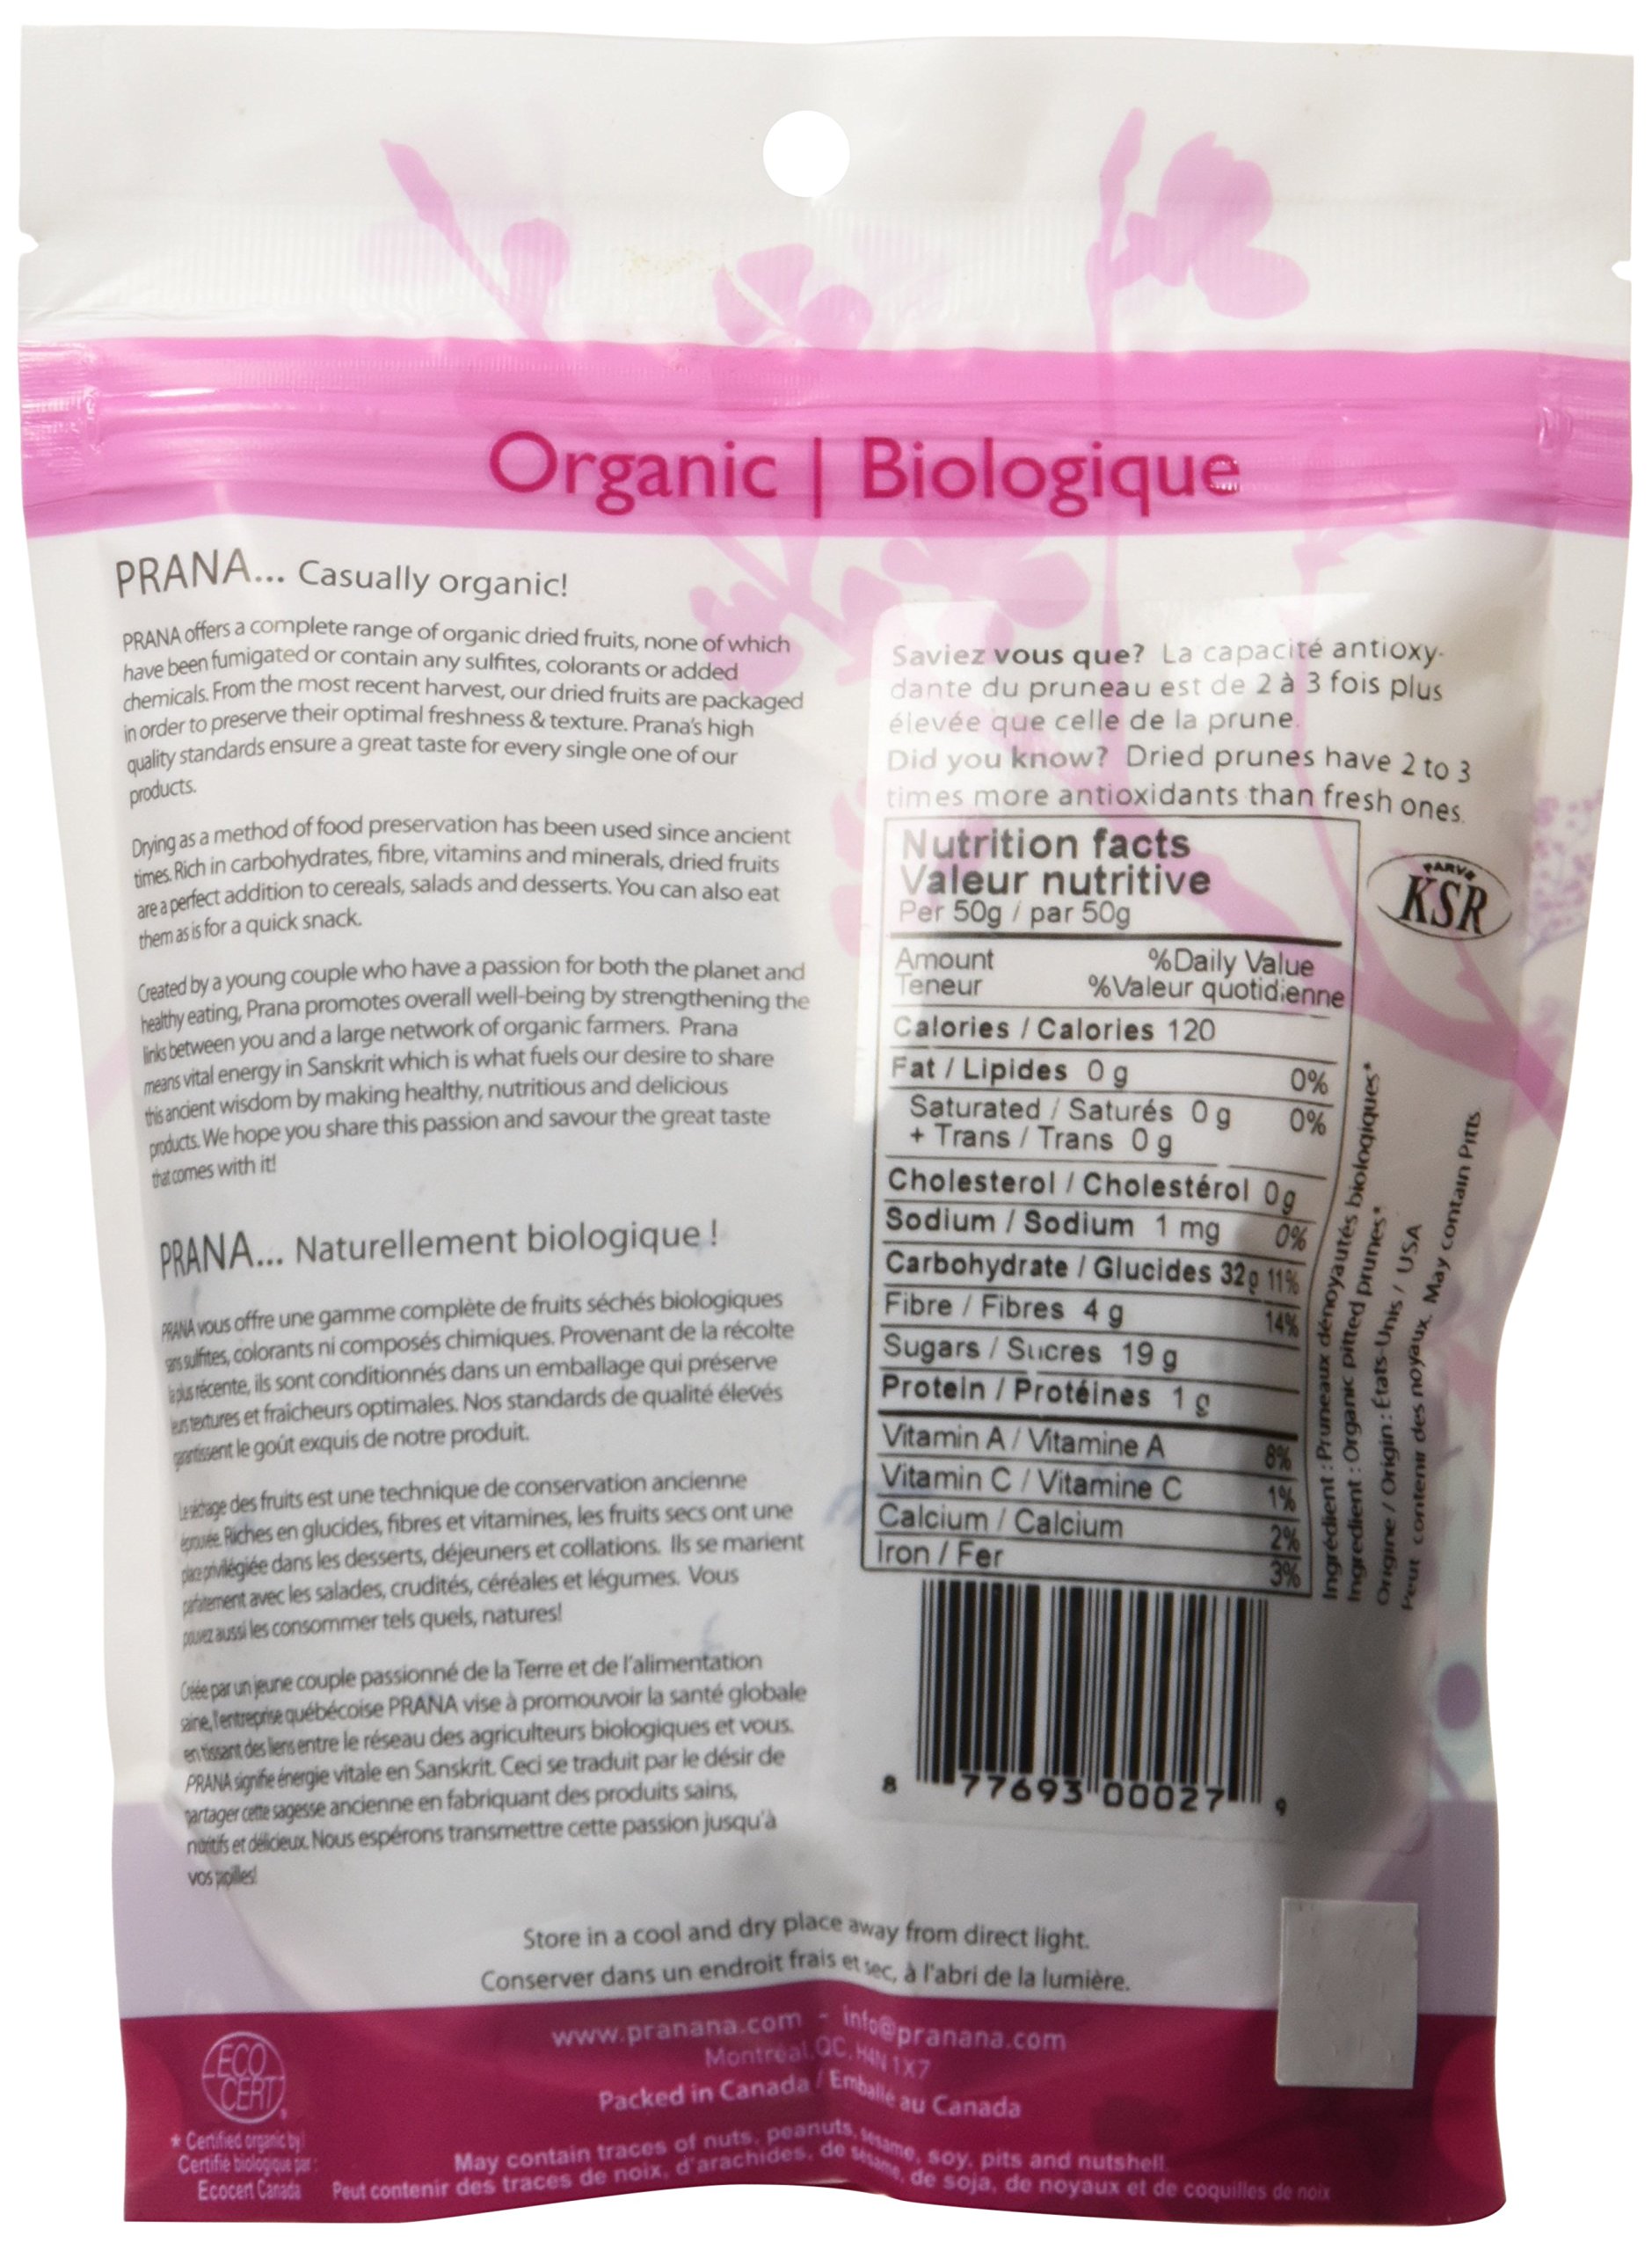 Organic | Biologique
PRANA... Casually organic!
PRANA offers a complete range of organic dried fruits, none of which
have been fumigated or contain any sulfites, colorants or added
chemicals. From the most recent harvest, our dried fruits are packaged
in order to preserve their optimal freshness & texture. Prana's high
quality standards ensure a great taste for every single one of our
products.
Drying as a method of food preservation has been used since ancient
times. Rich in carbohydrates, fibre, vitamins and minerals, dried fruits
are a perfect addition to cereals, salads and desserts. You can also eat
them as is for a quick snack.
Created by a young couple who have a passion for both the planet and
healthy eating, Prana promotes overall well-being by strengthening the
links between you and a large network of organic farmers. Prana
means vital energy in Sanskrit which is what fuels our desire to share
this ancient wisdom by making healthy, nutritious and delicious
products. We hope you share this passion and savour the great taste
that comes with it!
PRANA... Naturellement biologique !
PRANA vous offre une gamme complète de fruits séchés biologiques
sans sulfites, colorants ni composés chimiques. Provenant de la récolte
la plus récente, ils sont conditionnés dans un emballage qui préserve
leurs textures et fraîcheurs optimales. Nos standards de qualité élevés
garantissent le goût exquis de notre produit.
Le séchage des fruits est une technique de conservation ancienne
éprouvée. Riches en glucides, fibres et vitamines, les fruits secs ont une
place privilégiée dans les desserts, déjeuners et collations. Ils se marient
parfaitement avec les salades, crudités, céréales et légumes. Vous
pouvez aussi les consommer tels quels, natures!
Créée par un jeune couple passionné de la Terre et de l'alimentation
saine, l'entreprise québécoise PRANA vise à promouvoir la santé globale
en tissant des liens entre le réseau des agriculteurs biologiques et vous.
PRANA signifie énergie vitale en Sanskrit. Ceci se traduit par le désir de
partager cette sagesse ancienne en fabriquant des produits sains,
nutritifs et délicieux. Nous espérons transmettre cette passion jusqu'à
vos papilles!
Saviez vous que? La capacité antioxy-
dante du pruneau est de 2 à 3 fois plus
élevée que celle de la prune.
Did you know? Dried prunes have 2 to 3
times more antioxidants than fresh ones.
Nutrition facts
Valeur nutritive
Per 50g / par 50g
Amount %Daily Value
Teneur %Valeur quotidienne
Calories / Calories 120
Fat / Lipides 0 g 0%
Saturated / Saturés 0 g 0%
+ Trans / Trans 0 g
Cholesterol / Cholestérol 0g
Sodium / Sodium 1 mg 0%
Carbohydrate / Glucides 32g 11%
Fibre / Fibres 4 g 14%
Sugars / Sucres 19 g
Protein / Protéines 1 g
Vitamin A / Vitamine A 8%
Vitamin C / Vitamine C 1%
Calcium / Calcium 2%
Iron / Fer 3%
PARVE
KSR
Ingrédient : Pruneaux dénoyautés biologiques*
Ingredient : Organic pitted prunes*
Origine / Origin : États-Unis / USA
Peut contenir des noyaux. May contain Pitts.
8 77693 00027 9
Store in a cool and dry place away from direct light.
Conserver dans un endroit frais et sec, à l'abri de la lumière.
www.pranana.com - info@pranana.com
Montréal, QC, H4N 1X7
Packed in Canada / Emballé au Canada
ECO
CERT
* Certified organic by /
Certifié biologique par :
Ecocert Canada
May contain traces of nuts, peanuts, sesame, soy, pits and nutshell.
Peut contenir des traces de noix, d'arachides, de sésame, de soja, de noyaux et de coquilles de noix